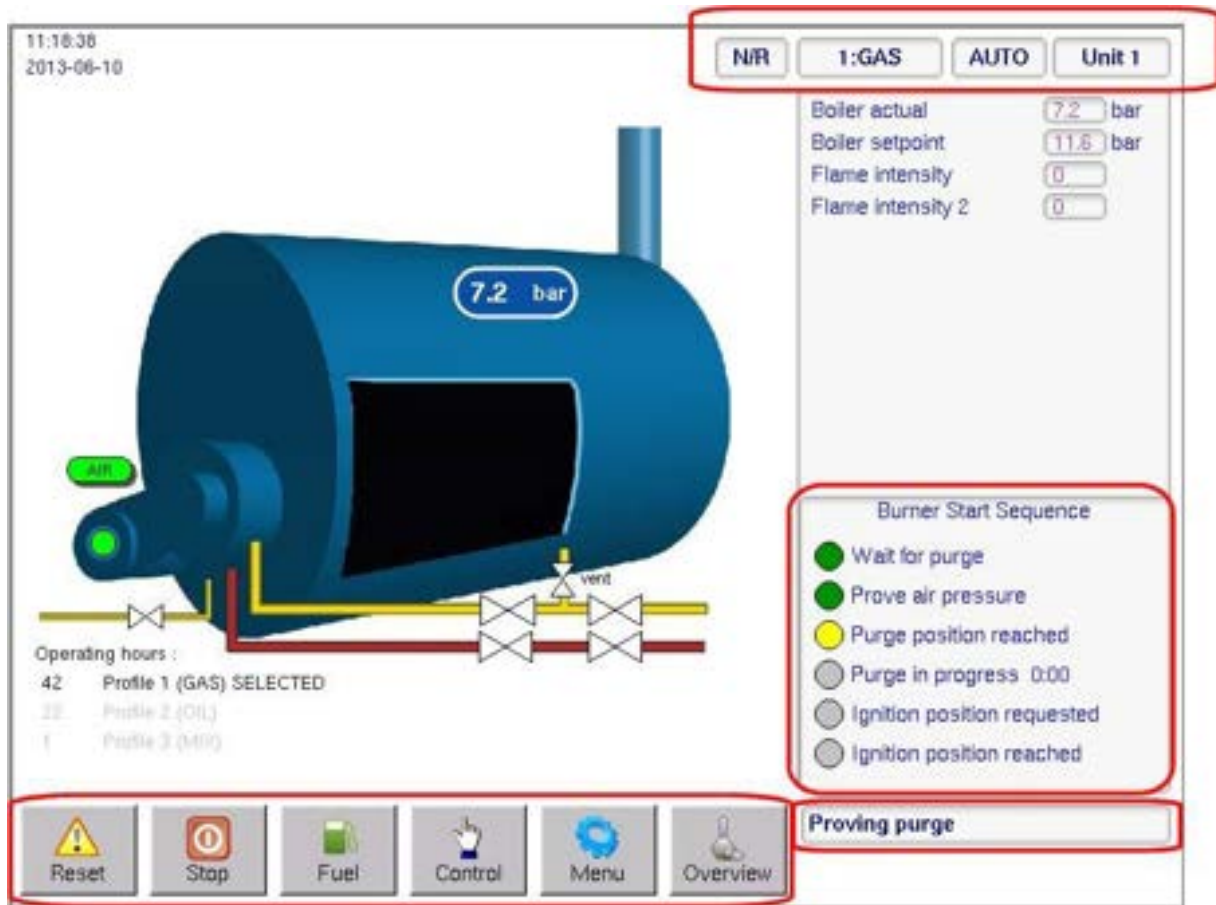 11:18:38
2013-06-10
N/R 1:GAS AUTO Unit 1
Boiler actual 7.2 bar
Boiler setpoint 11.6 bar
Flame intensity 0
Flame intensity 2 0
7.2 bar
AIR
vent
Operating hours :
42 Profile 1 (GAS) SELECTED
22 Profile 2 (OIL)
1 Profile 3
Burner Start Sequence
Wait for purge
Prove air pressure
Purge position reached
Purge in progress 0:00
Ignition position requested
Ignition position reached
Proving purge
Reset
Stop
Fuel
Control
Menu
Overview